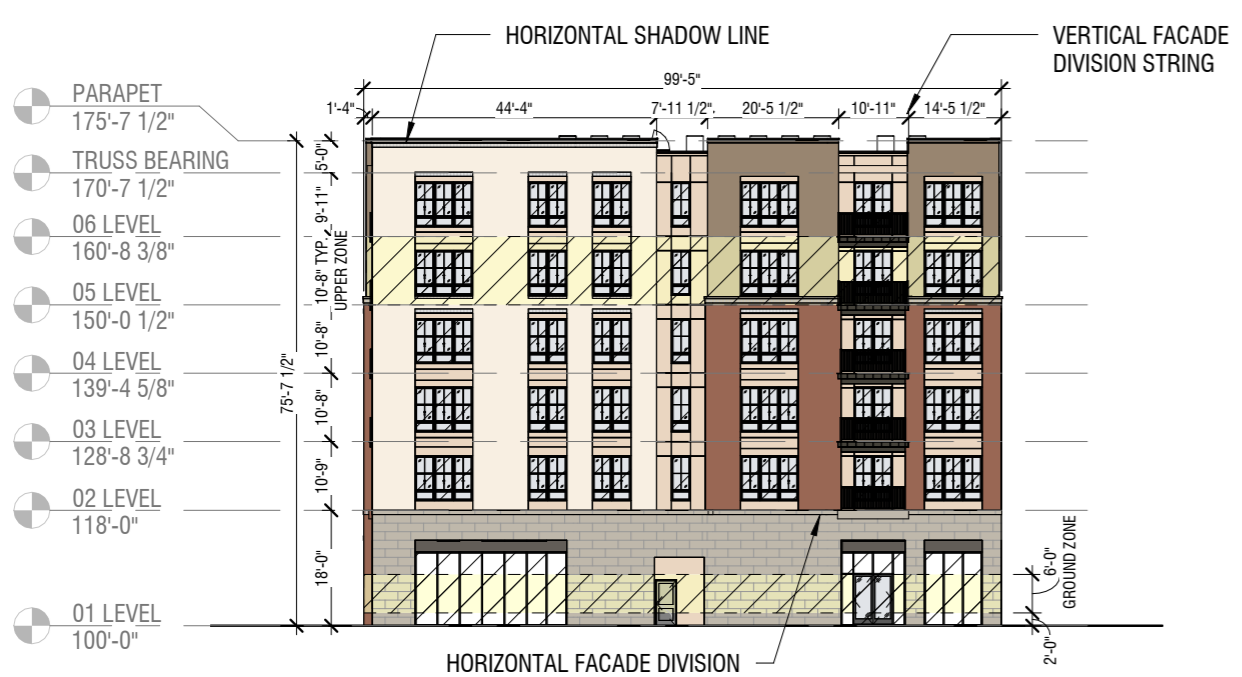 HORIZONTAL SHADOW LINE
VERTICAL FACADE
DIVISION STRING
99'-5"
1'-4"
44'-4"
7'-11 1/2"
20'-5 1/2"
10'-11"
14'-5 1/2"
PARAPET
175'-7 1/2"
TRUSS BEARING
170'-7 1/2"
06 LEVEL
160'-8 3/8"
05 LEVEL
150'-0 1/2"
04 LEVEL
139'-4 5/8"
03 LEVEL
128'-8 3/4"
02 LEVEL
118'-0"
01 LEVEL
100'-0"
75'-7 1/2"
5'-0"
9'-11"
10'-8" TYP.
UPPER ZONE
10'-8"
10'-8"
10'-9"
18'-0"
6'-0"
GROUND ZONE
2'-0"
HORIZONTAL FACADE DIVISION